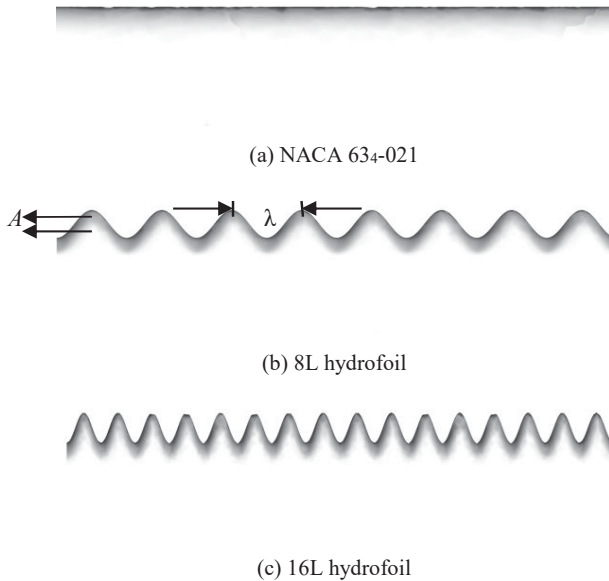 (a) NACA 63₄-021
A
λ
(b) 8L hydrofoil
(c) 16L hydrofoil